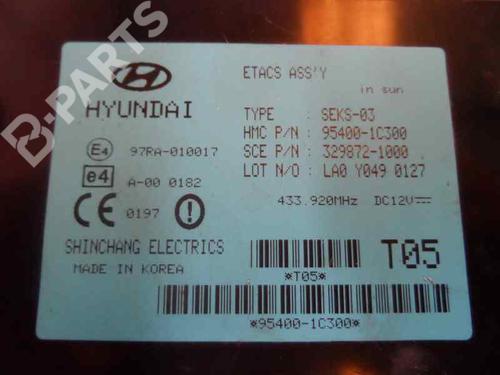 B-PARTS
HYUNDAI
ETACS ASS'Y
in sun
TYPE : SEKS-03
HMC P/N : 95400-1C300
SCE P/N : 329872-1000
LOT N/O : LA0 Y049 0127
E4 97RA-010017
e4 A-00 0182
433.920MHz DC12V
CE 0197 !
SHINCHANG ELECTRICS
MADE IN KOREA
T05
*T05*
*95400-1C300*